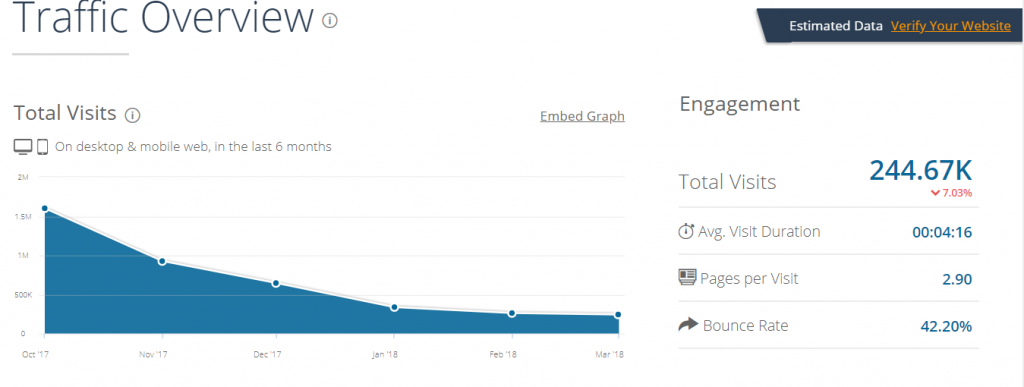 Traffic Overview
Estimated Data Verify Your Website
Total Visits
Embed Graph
On desktop & mobile web, in the last 6 months
2M
1.5M
1M
500K
0
Oct '17 Nov '17 Dec '17 Jan '18 Feb '18 Mar '18
Engagement
Total Visits 244.67K
7.03%
Avg. Visit Duration 00:04:16
Pages per Visit 2.90
Bounce Rate 42.20%